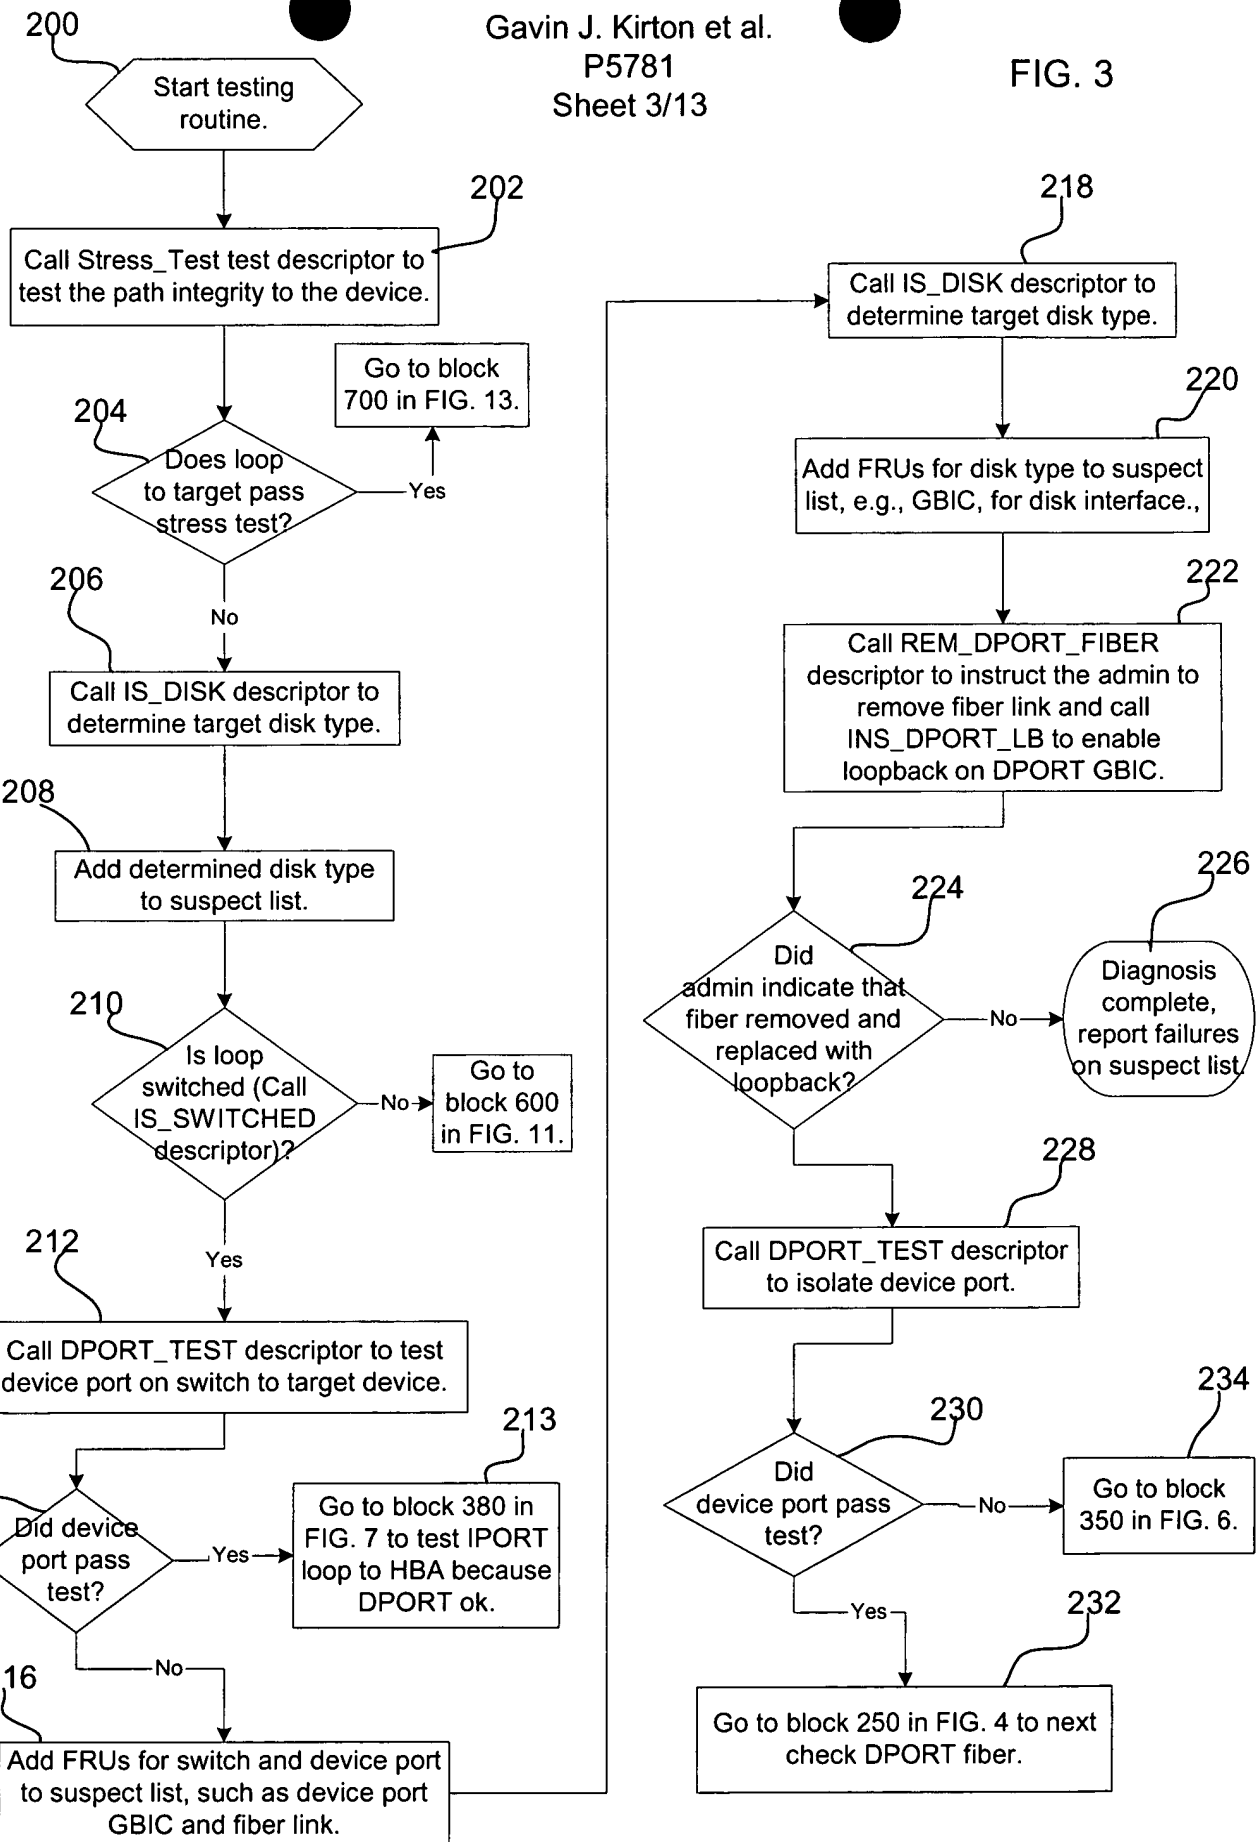 Gavin J. Kirton et al.
P5781
Sheet 3/13
FIG. 3
200
Start testing
routine.
202
Call Stress_Test test descriptor to
test the path integrity to the device.
Go to block
700 in FIG. 13.
204
Does loop
to target pass
stress test?
Yes
No
206
Call IS_DISK descriptor to
determine target disk type.
208
Add determined disk type
to suspect list.
210
Is loop
switched (Call
IS_SWITCHED
descriptor)?
No
Go to
block 600
in FIG. 11.
Yes
212
Call DPORT_TEST descriptor to test
device port on switch to target device.
213
Did device
port pass
test?
Yes
Go to block 380 in
FIG. 7 to test IPORT
loop to HBA because
DPORT ok.
No
16
Add FRUs for switch and device port
to suspect list, such as device port
GBIC and fiber link.
218
Call IS_DISK descriptor to
determine target disk type.
220
Add FRUs for disk type to suspect
list, e.g., GBIC, for disk interface.,
222
Call REM_DPORT_FIBER
descriptor to instruct the admin to
remove fiber link and call
INS_DPORT_LB to enable
loopback on DPORT GBIC.
224
Did
admin indicate that
fiber removed and
replaced with
loopback?
No
226
Diagnosis
complete,
report failures
on suspect list.
228
Call DPORT_TEST descriptor
to isolate device port.
230
Did
device port pass
test?
No
234
Go to block
350 in FIG. 6.
Yes
232
Go to block 250 in FIG. 4 to next
check DPORT fiber.